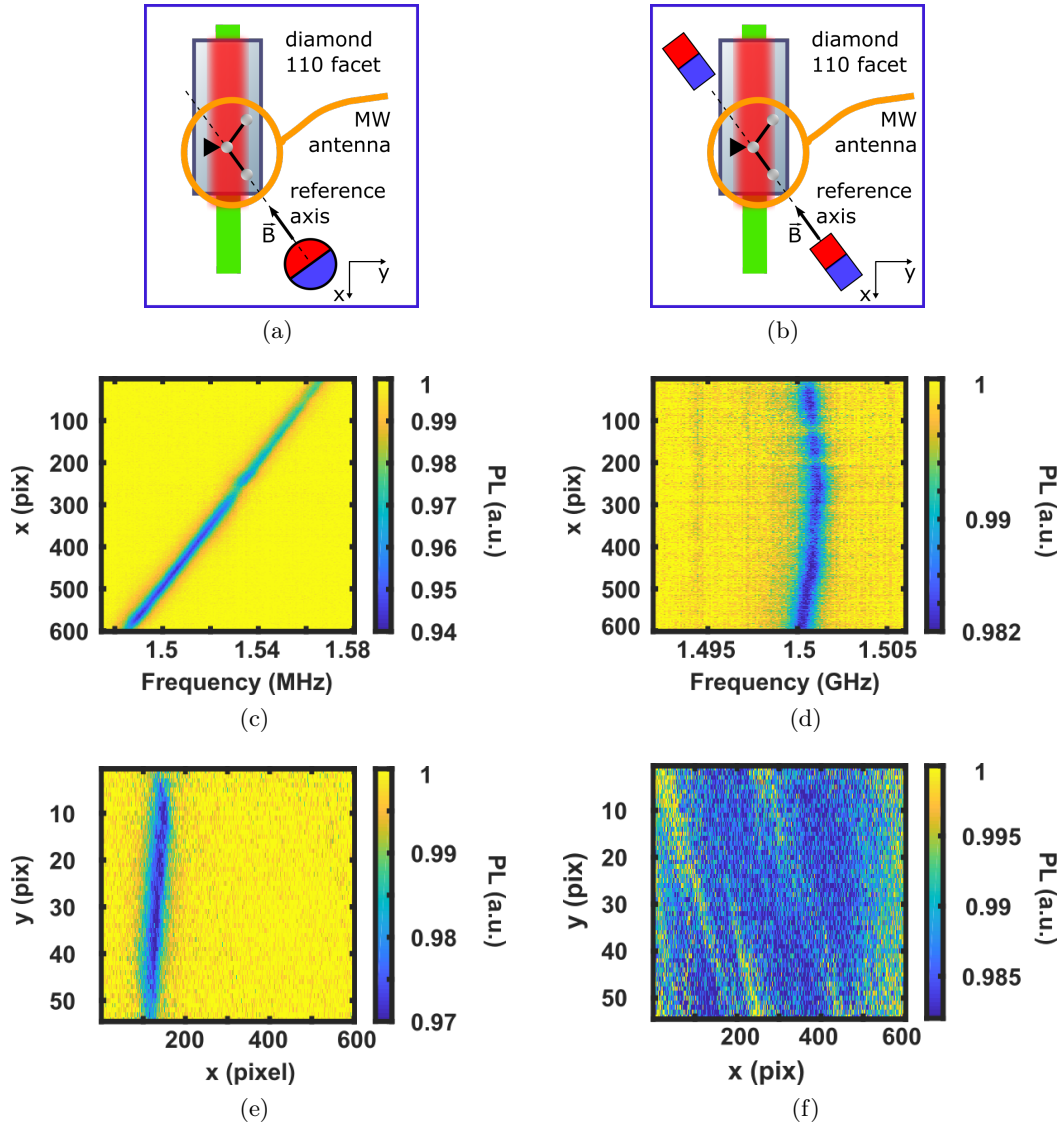 diamond
110 facet
MW
antenna
reference
axis
B
y
x
(a)
diamond
110 facet
MW
antenna
reference
axis
B
y
x
(b)
100
200
300
400
500
600
x (pix)
1.5
1.54
1.58
Frequency (MHz)
1
0.99
0.98
0.97
0.96
0.95
0.94
PL (a.u.)
(c)
100
200
300
400
500
600
x (pix)
1.495
1.5
1.505
Frequency (GHz)
1
0.99
0.982
PL (a.u.)
(d)
10
20
30
40
50
y (pix)
200
400
600
x (pixel)
1
0.99
0.98
0.97
PL (a.u.)
(e)
10
20
30
40
50
y (pix)
200
400
600
x (pix)
1
0.995
0.99
0.985
PL (a.u.)
(f)